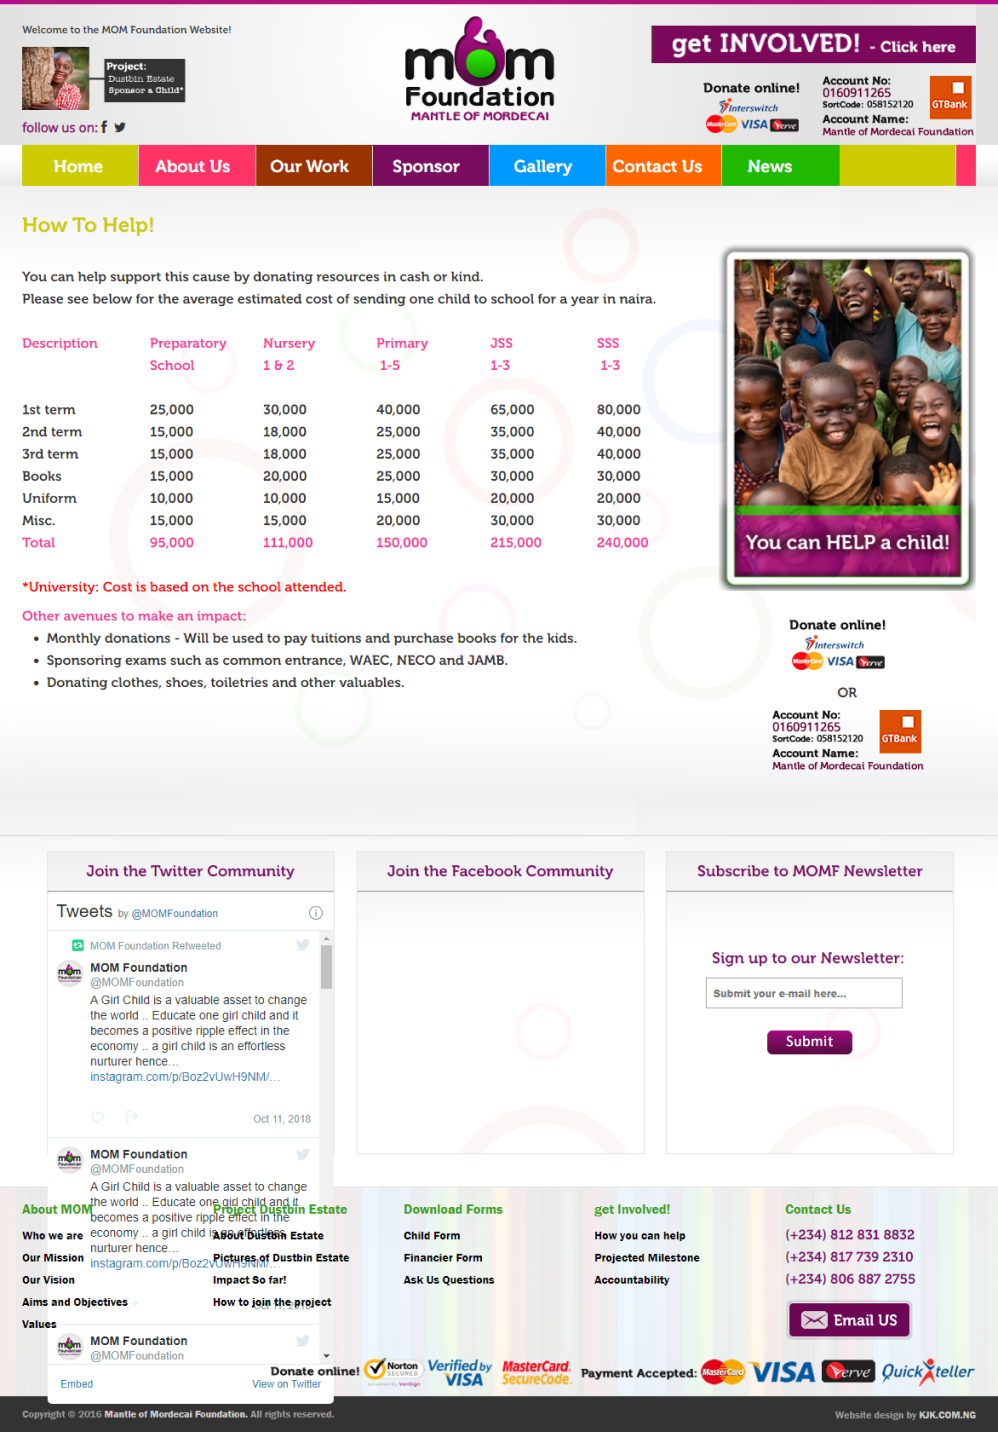 Welcome to the MOM Foundation Website!
Project:
Dustbin Estate
Sponsor a Child*
follow us on:
mom
Foundation
MANTLE OF MORDECAI
get INVOLVED! - Click here
Donate online!
Interswitch
MasterCard VISA Verve
Account No:
0160911265
SortCode: 058152120
Account Name:
Mantle of Mordecai Foundation
GTBank
Home About Us Our Work Sponsor Gallery Contact Us News
How To Help!
You can help support this cause by donating resources in cash or kind.
Please see below for the average estimated cost of sending one child to school for a year in naira.
Description Preparatory Nursery Primary JSS SSS
School 1 & 2 1-5 1-3 1-3
1st term 25,000 30,000 40,000 65,000 80,000
2nd term 15,000 18,000 25,000 35,000 40,000
3rd term 15,000 18,000 25,000 35,000 40,000
Books 15,000 20,000 25,000 30,000 30,000
Uniform 10,000 10,000 15,000 20,000 20,000
Misc. 15,000 15,000 20,000 30,000 30,000
Total 95,000 111,000 150,000 215,000 240,000
*University: Cost is based on the school attended.
Other avenues to make an impact:
• Monthly donations - Will be used to pay tuitions and purchase books for the kids.
• Sponsoring exams such as common entrance, WAEC, NECO and JAMB.
• Donating clothes, shoes, toiletries and other valuables.
You can HELP a child!
Donate online!
Interswitch
MasterCard VISA Verve
OR
Account No:
0160911265
SortCode: 058152120
Account Name:
Mantle of Mordecai Foundation
GTBank
Join the Twitter Community
Tweets by @MOMFoundation
MOM Foundation Retweeted
MOM Foundation
@MOMFoundation
A Girl Child is a valuable asset to change
the world .. Educate one girl child and it
becomes a positive ripple effect in the
economy .. a girl child is an effortless
nurturer hence…
instagram.com/p/Boz2vUwH9NM/…
Oct 11, 2018
MOM Foundation
@MOMFoundation
A Girl Child is a valuable asset to change
the world .. Educate one girl child and it
becomes a positive ripple effect in the
economy .. a girl child is an effortless
nurturer hence…
instagram.com/p/Boz2vUwH9NM/…
Oct 11, 2018
MOM Foundation
@MOMFoundation
Embed View on Twitter
Join the Facebook Community
Subscribe to MOMF Newsletter
Sign up to our Newsletter:
Submit your e-mail here...
Submit
About MOM
Who we are
Our Mission
Our Vision
Aims and Objectives
Values
Project Dustbin Estate
About Dustbin Estate
Pictures of Dustbin Estate
Impact So far!
How to join the project
Download Forms
Child Form
Financier Form
Ask Us Questions
get Involved!
How you can help
Projected Milestone
Accountability
Contact Us
(+234) 812 831 8832
(+234) 817 739 2310
(+234) 806 887 2755
Email US
Donate online! Norton SECURED powered by VeriSign Verified by VISA MasterCard. SecureCode. Payment Accepted: MasterCard VISA Verve QuickTeller
Copyright © 2016 Mantle of Mordecai Foundation. All rights reserved.
Website design by KJK.COM.NG